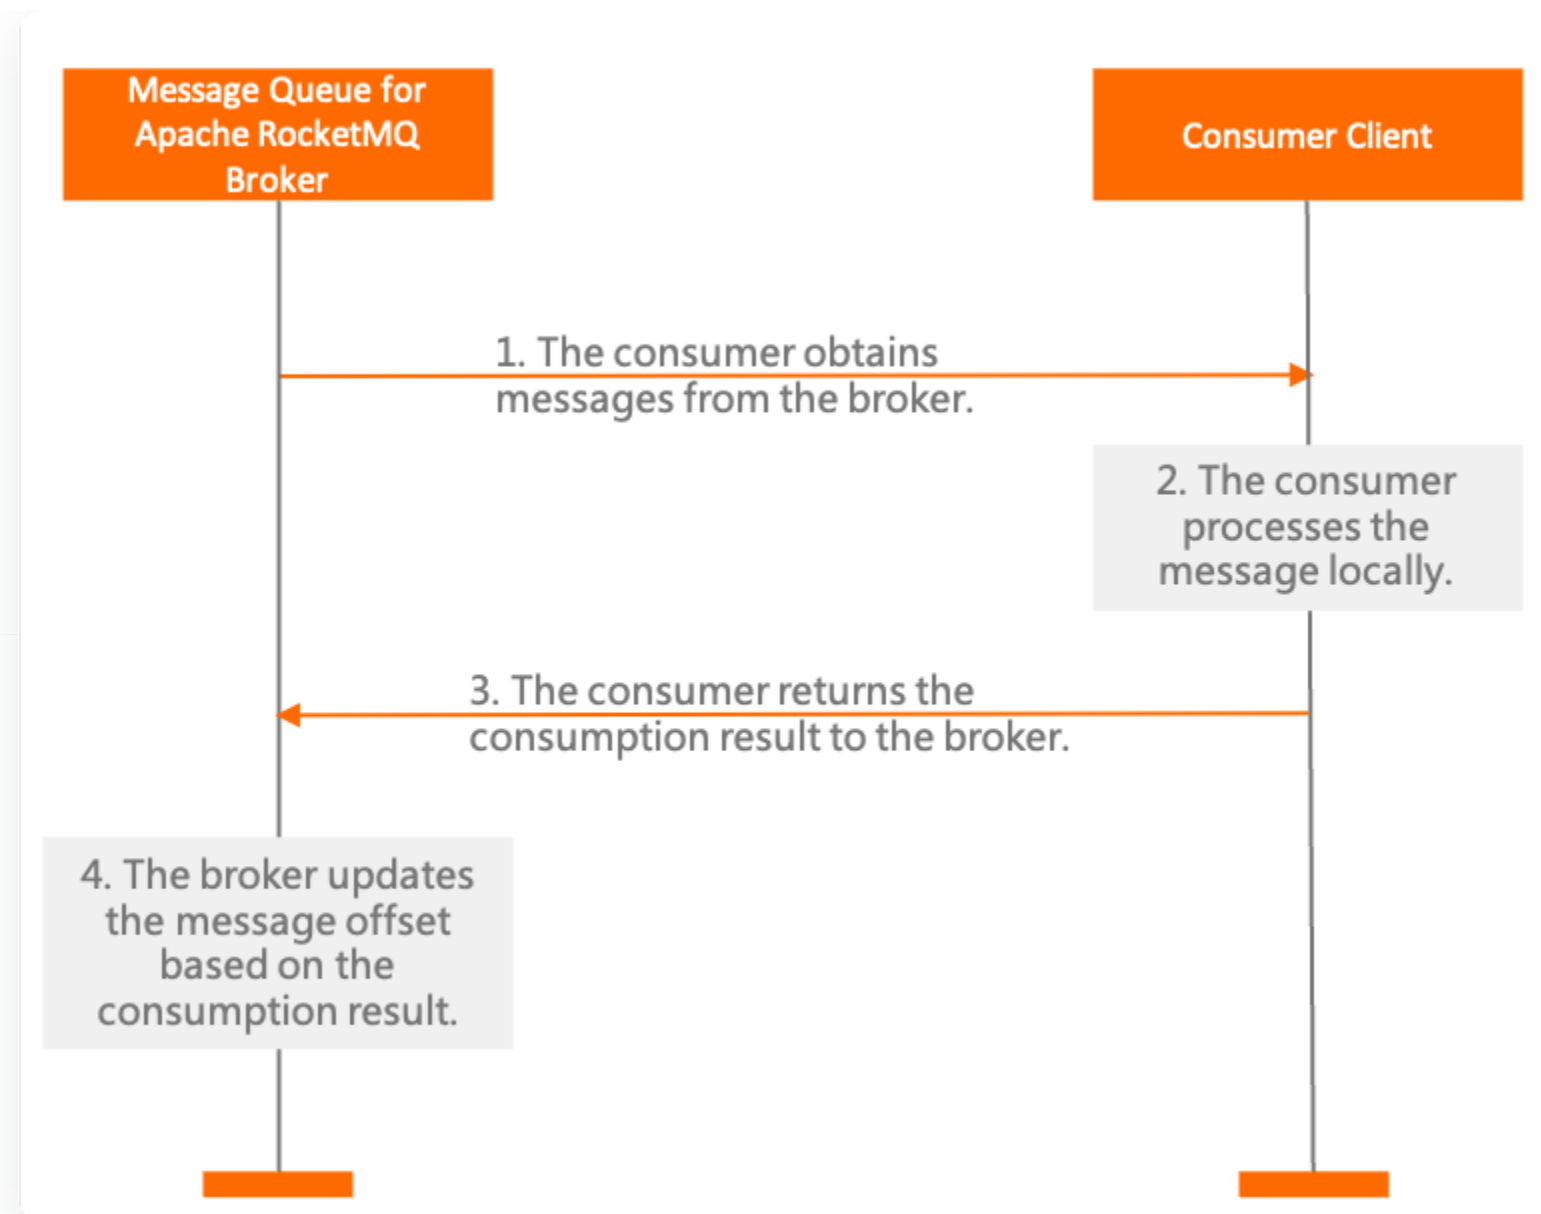 Message Queue for
Apache RocketMQ
Broker
Consumer Client
1. The consumer obtains
messages from the broker.
2. The consumer
processes the
message locally.
3. The consumer returns the
consumption result to the broker.
4. The broker updates
the message offset
based on the
consumption result.